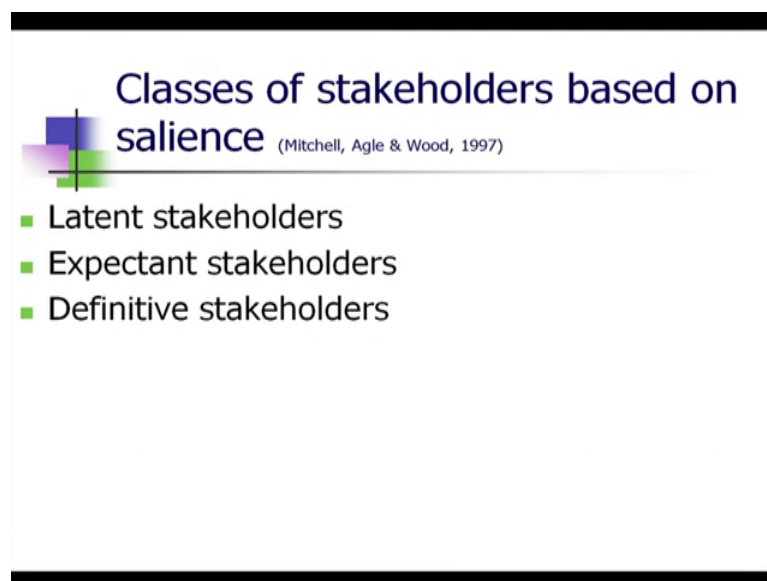 Classes of stakeholders based on
salience (Mitchell, Agle & Wood, 1997)
Latent stakeholders
Expectant stakeholders
Definitive stakeholders